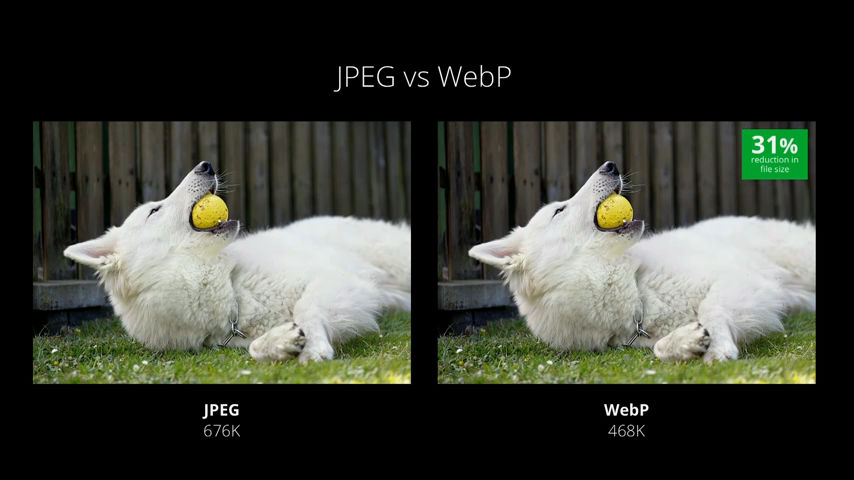 JPEG vs WebP
31%
reduction in
file size
JPEG
676K
WebP
468K